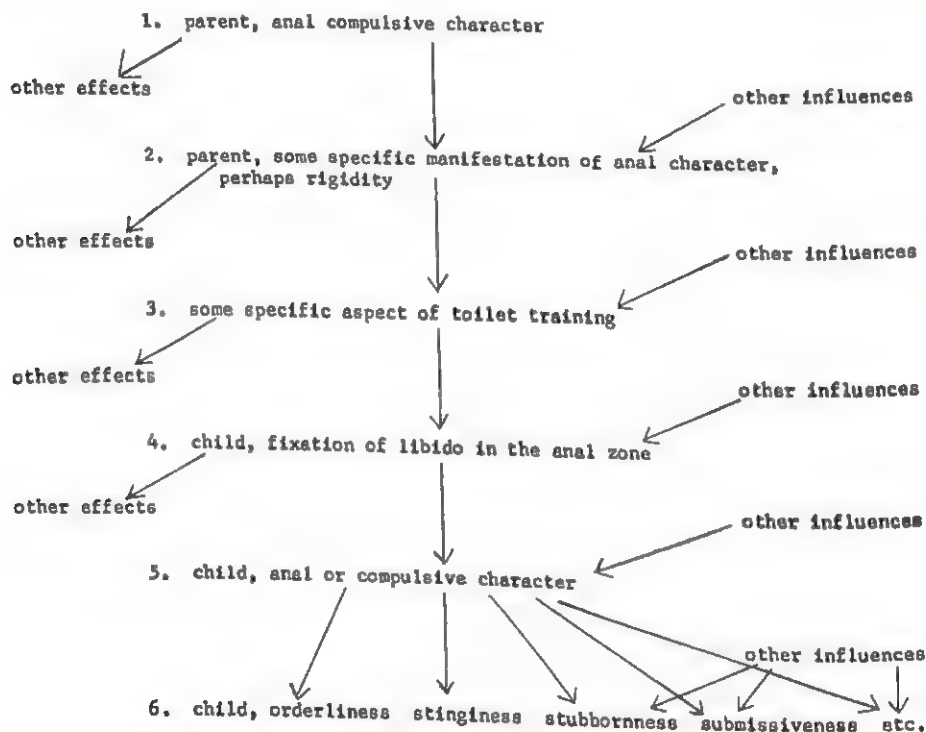 1. parent, anal compulsive character
other effects
other influences
2. parent, some specific manifestation of anal character,
perhaps rigidity
other effects
other influences
3. some specific aspect of toilet training
other effects
other influences
4. child, fixation of libido in the anal zone
other effects
other influences
5. child, anal or compulsive character
other influences
6. child, orderliness stinginess stubbornness submissiveness etc.